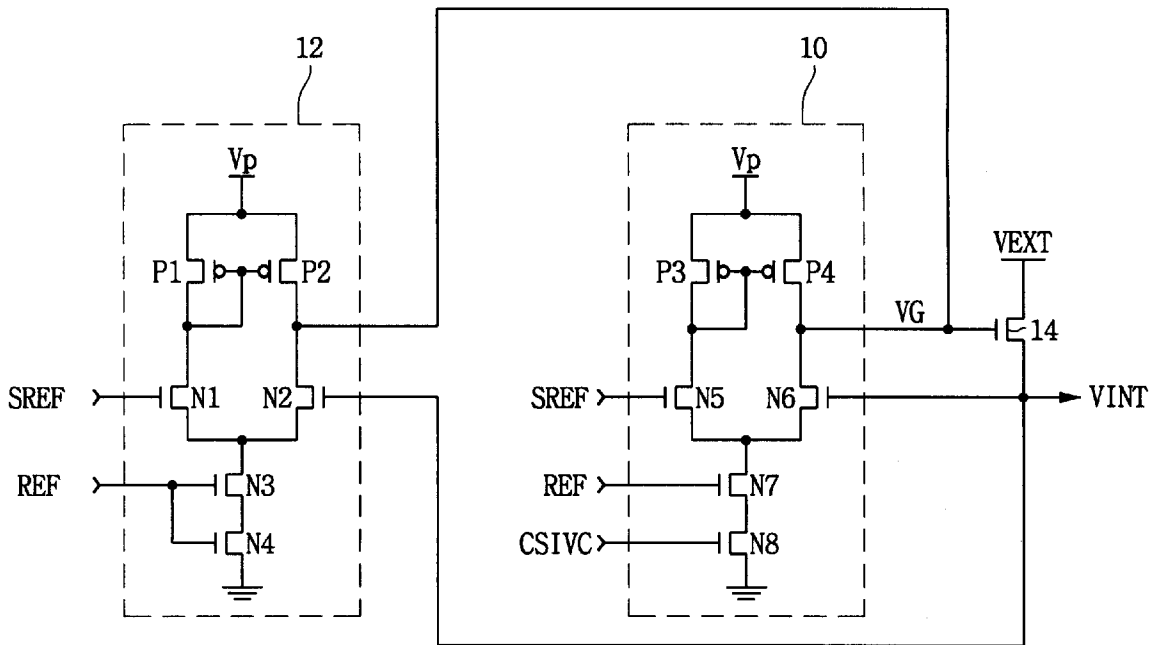 12
10
Vp
Vp
VEXT
P1
P2
P3
P4
VG
14
SREF
N1
N2
SREF
N5
N6
VINT
REF
N3
REF
N7
N4
CSIVC
N8